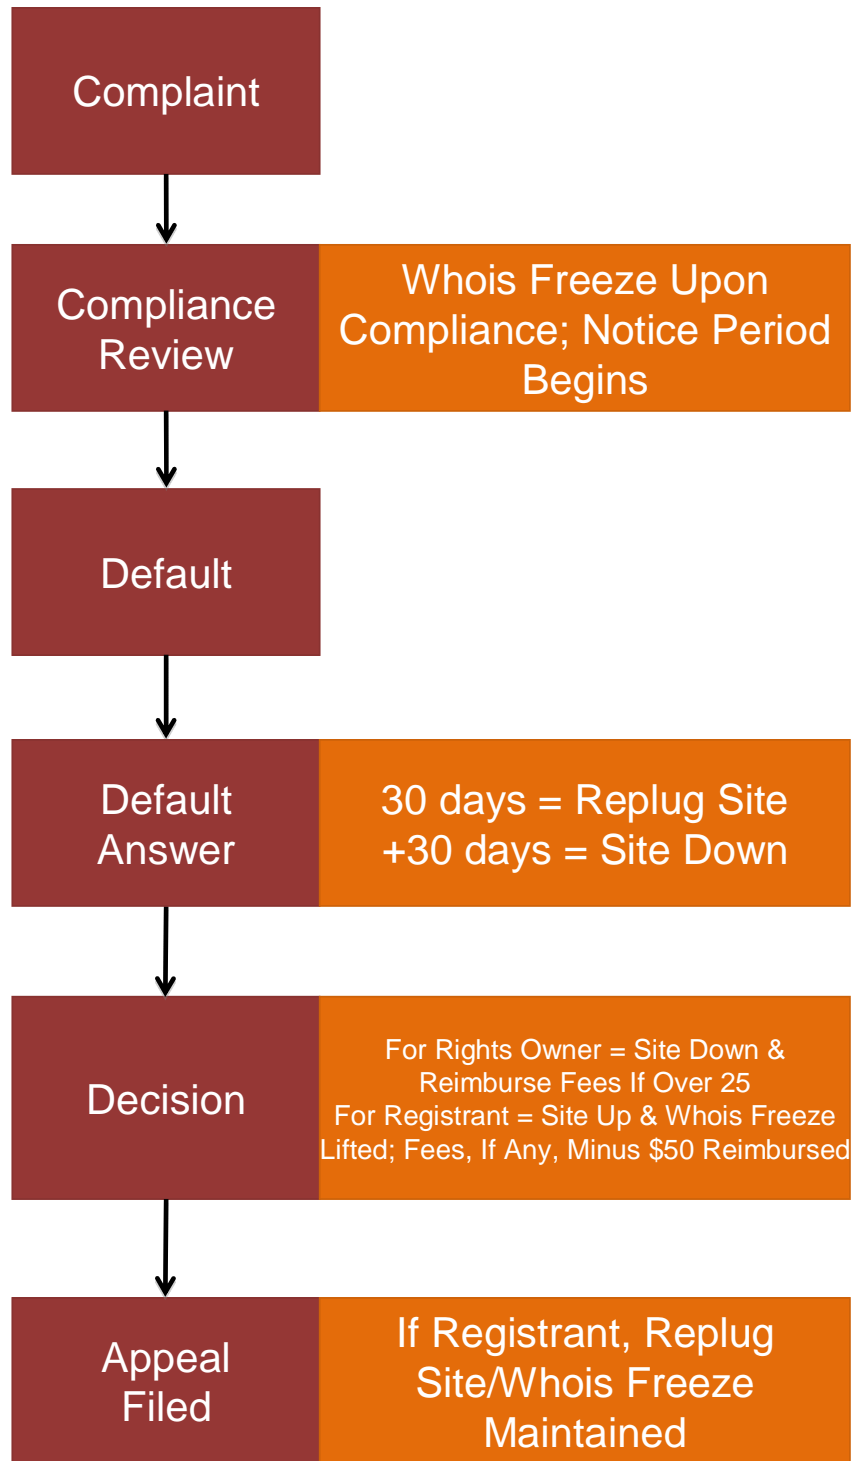 Complaint
Compliance
Review
Whois Freeze Upon
Compliance; Notice Period
Begins
Default
Default
Answer
30 days = Replug Site
+30 days = Site Down
Decision
For Rights Owner = Site Down &
Reimburse Fees If Over 25
For Registrant = Site Up & Whois Freeze
Lifted; Fees, If Any, Minus $50 Reimbursed
Appeal
Filed
If Registrant, Replug
Site/Whois Freeze
Maintained